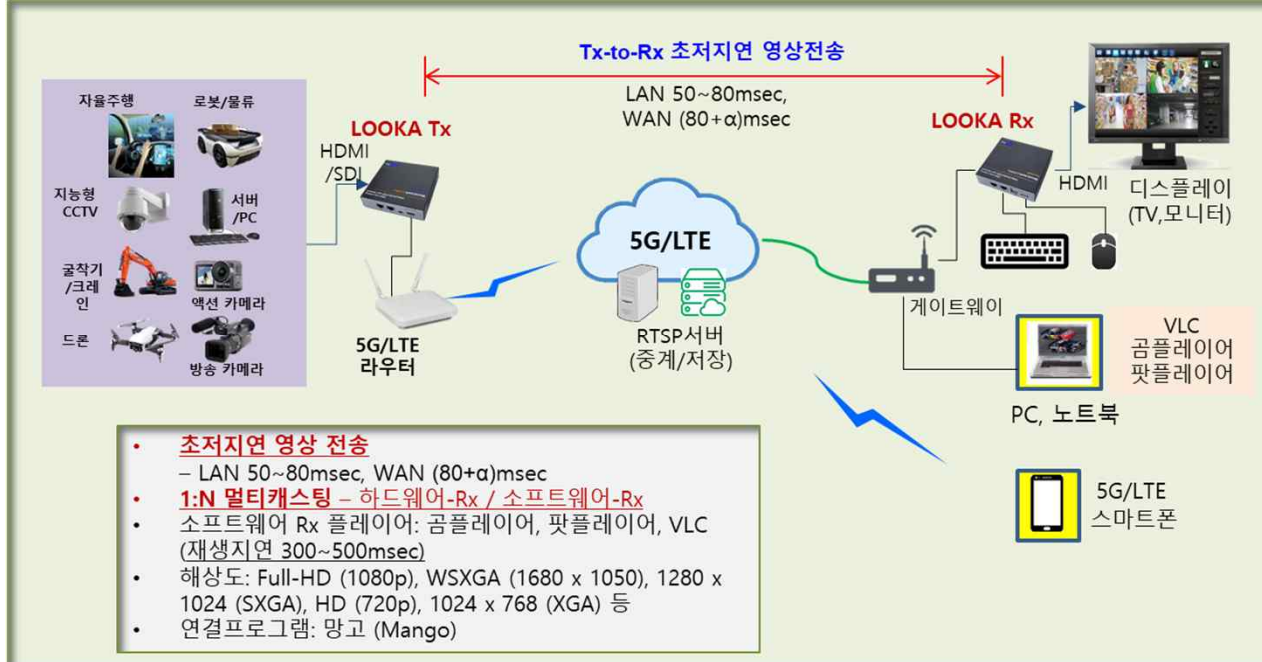 Tx-to-Rx 초저지연 영상전송
LAN 50~80msec,
WAN (80+α)msec
자율주행
로봇/물류
지능형
CCTV
서버
/PC
굴착기
/크레
인
액션 카메라
드론
방송 카메라
LOOKA Tx
HDMI
/SDI
5G/LTE
라우터
5G/LTE
RTSP서버
(중계/저장)
LOOKA Rx
HDMI
디스플레이
(TV,모니터)
게이트웨이
VLC
곰플레이어
팟플레이어
PC, 노트북
5G/LTE
스마트폰
• 초저지연 영상 전송
– LAN 50~80msec, WAN (80+α)msec
• 1:N 멀티캐스팅 – 하드웨어-Rx / 소프트웨어-Rx
• 소프트웨어 Rx 플레이어: 곰플레이어, 팟플레이어, VLC
(재생지연 300~500msec)
• 해상도: Full-HD (1080p), WSXGA (1680 x 1050), 1280 x
1024 (SXGA), HD (720p), 1024 x 768 (XGA) 등
• 연결프로그램: 망고 (Mango)